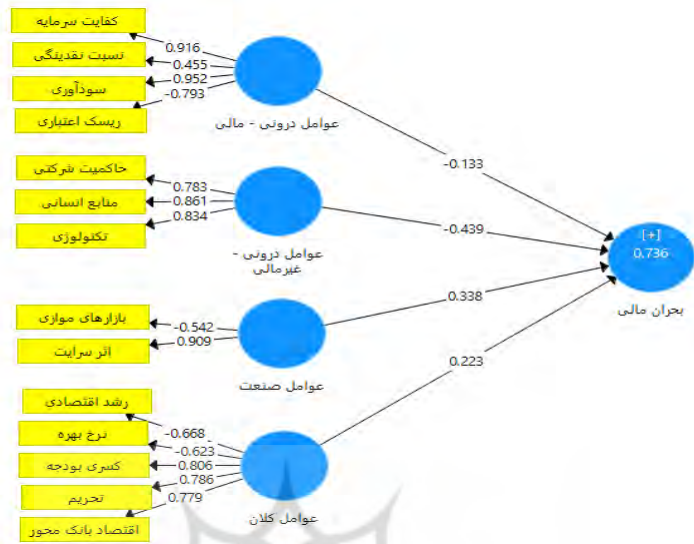 کفایت سرمایه
نسبت نقدینگی
سودآوری
ریسک اعتباری
0.916
0.455
0.952
-0.793
عوامل درونی - مالی
حاکمیت شرکتی
منابع انسانی
تکنولوژی
0.783
0.861
0.834
عوامل درونی -
غیرمالی
بازارهای موازی
اثر سرایت
-0.542
0.909
عوامل صنعت
رشد اقتصادی
نرخ بهره
کسری بودجه
تحریم
اقتصاد بانک محور
-0.668
-0.623
0.806
0.786
0.779
عوامل کلان
-0.133
-0.439
0.338
0.223
[+]
0.736
بحران مالی